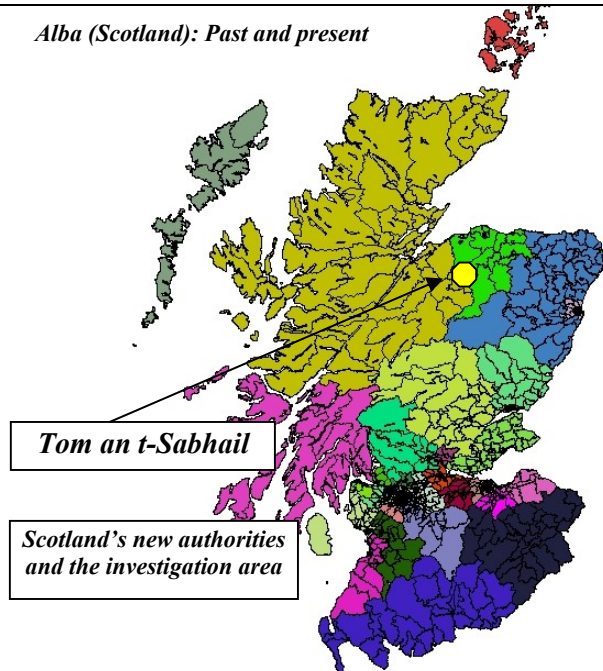 Alba (Scotland): Past and present
Tom an t-Sabhail
Scotland's new authorities
and the investigation area